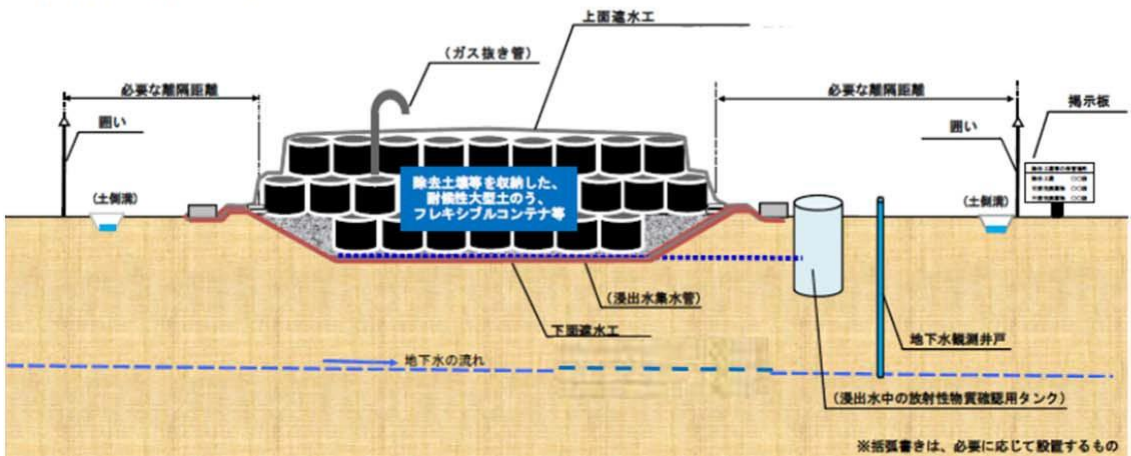 上面遮水工
(ガス抜き管)
必要な離隔距離
必要な離隔距離
掲示板
囲い
囲い
(土側溝)
(土側溝)
除去土壌等を収納した、
耐候性大型土のう、
フレキシブルコンテナ等
(浸出水集水管)
下面遮水工
地下水観測井戸
地下水の流れ
(浸出水中の放射性物質確認用タンク)
※括弧書きは、必要に応じて設置するもの